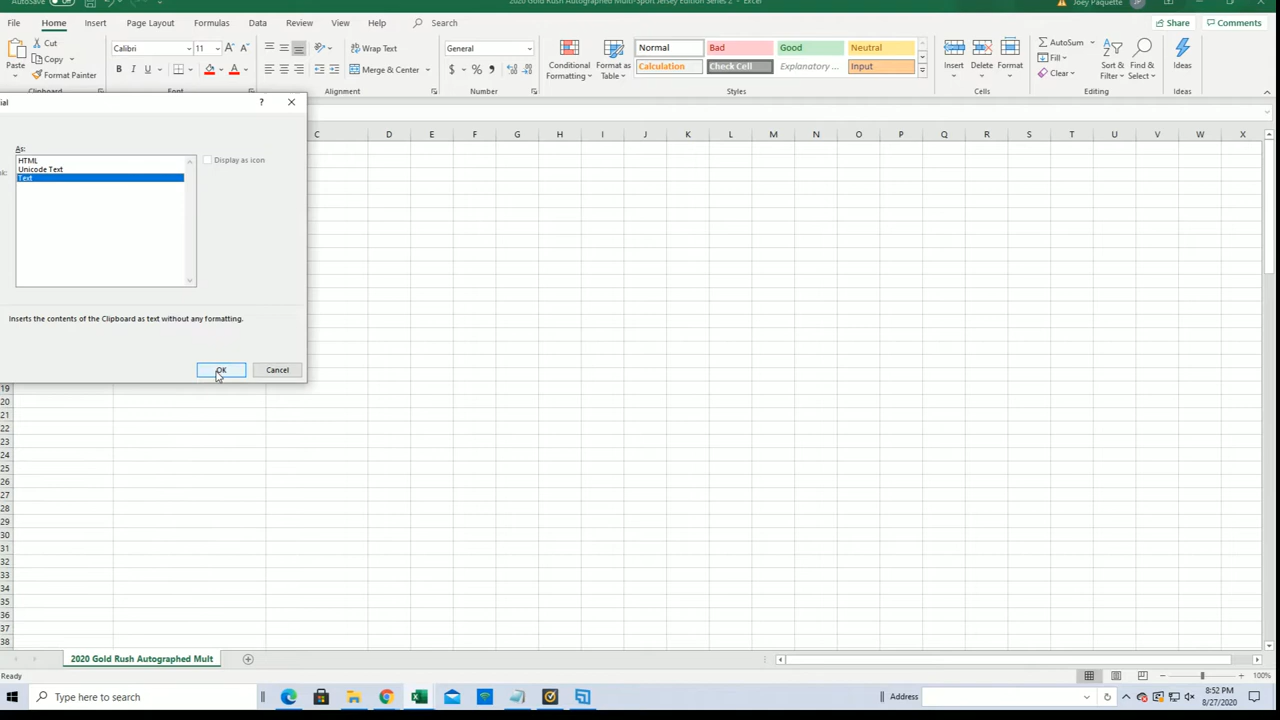 AutoSave
2020 Gold Rush Autographed Multi-Sport Jersey Edition Series 2 - Excel
Joey Paquette
JP
File Home Insert Page Layout Formulas Data Review View Help Search
Share Comments
Paste
Cut
Copy
Format Painter
Clipboard
Calibri 11
B I U
Font
Wrap Text
Merge & Center
Alignment
General
$ % ,
Number
Conditional Formatting
Format as Table
Normal Bad Good Neutral
Calculation Check Cell Explanatory ... Input
Styles
Insert Delete Format
Cells
AutoSum
Fill
Clear
Sort & Filter
Find & Select
Editing
Ideas
Ideas
ial
? 
C D E F G H I J K L M N O P Q R S T U V W X
As:
HTML
Unicode Text
Text
Display as icon
nk:
Inserts the contents of the Clipboard as text without any formatting.
OK Cancel
19
20
21
22
23
24
25
26
27
28
29
30
31
32
33
34
35
36
37
38
2020 Gold Rush Autographed Mult
Ready
100%
Type here to search
Address
8:52 PM
8/27/2020